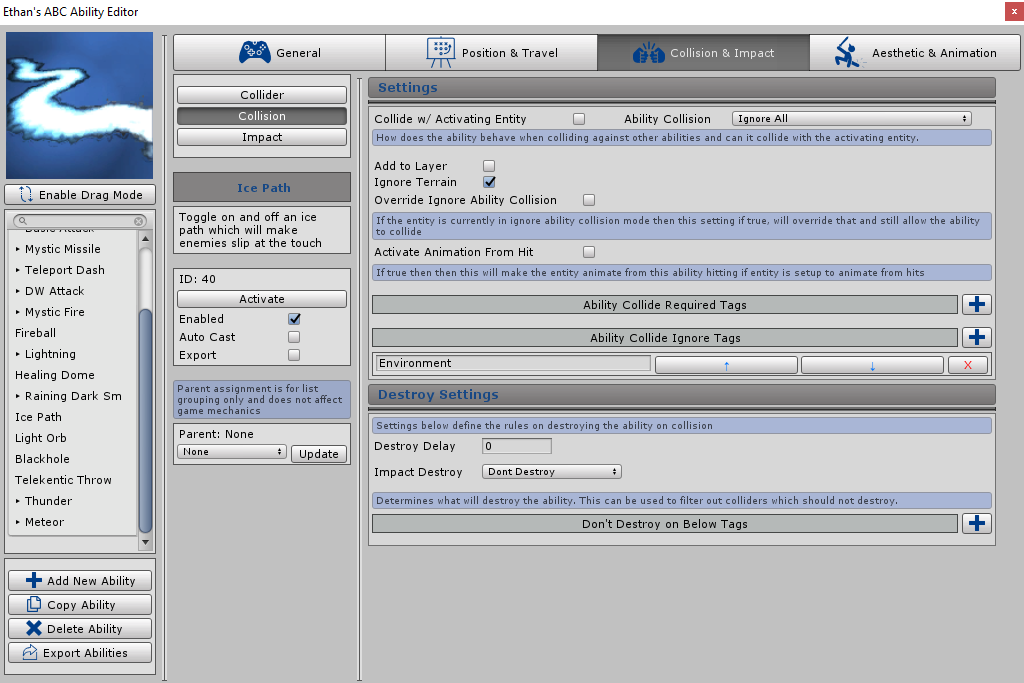 Ethan's ABC Ability Editor
x
General
Position & Travel
Collision & Impact
Aesthetic & Animation
Enable Drag Mode
Basic Attack
Mystic Missile
Teleport Dash
DW Attack
Mystic Fire
Fireball
Lightning
Healing Dome
Raining Dark Sm
Ice Path
Light Orb
Blackhole
Telekentic Throw
Thunder
Meteor
Add New Ability
Copy Ability
Delete Ability
Export Abilities
Collider
Collision
Impact
Ice Path
Toggle on and off an ice
path which will make
enemies slip at the touch
ID: 40
Activate
Enabled
Auto Cast
Export
Parent assignment is for list
grouping only and does not affect
game mechanics
Parent: None
None
Update
Settings
Collide w/ Activating Entity
Ability Collision
Ignore All
How does the ability behave when colliding against other abilities and can it collide with the activating entity.
Add to Layer
Ignore Terrain
Override Ignore Ability Collision
If the entity is currently in ignore ability collision mode then this setting if true, will override that and still allow the ability
to collide
Activate Animation From Hit
If true then then this will make the entity animate from this ability hitting if entity is setup to animate from hits
Ability Collide Required Tags
Ability Collide Ignore Tags
Environment
↑
↓
X
Destroy Settings
Settings below define the rules on destroying the ability on collision
Destroy Delay
0
Impact Destroy
Dont Destroy
Determines what will destroy the ability. This can be used to filter out colliders which should not destroy.
Don't Destroy on Below Tags